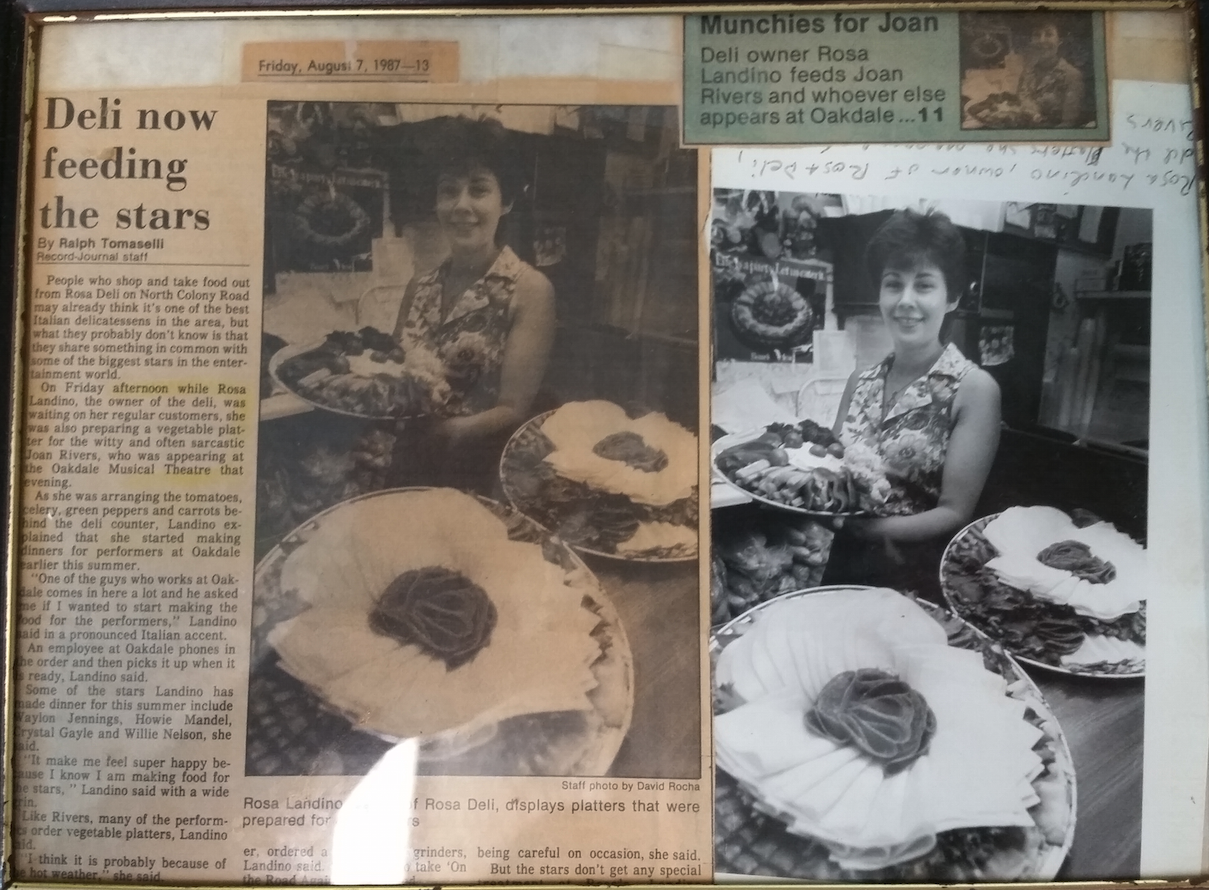 Friday, August 7, 1987—13
Munchies for Joan
Deli owner Rosa
Landino feeds Joan
Rivers and whoever else
appears at Oakdale...11
Deli now
feeding
the stars
By Ralph Tomaselli
Record-Journal staff
People who shop and take food out
from Rosa Deli on North Colony Road
may already think it's one of the best
Italian delicatessens in the area, but
what they probably don't know is that
they share something in common with
some of the biggest stars in the enter-
tainment world.
On Friday afternoon while Rosa
Landino, the owner of the deli, was
waiting on her regular customers, she
was also preparing a vegetable plat-
ter for the witty and often sarcastic
Joan Rivers, who was appearing at
the Oakdale Musical Theatre that
evening.
As she was arranging the tomatoes,
celery, green peppers and carrots be-
hind the deli counter, Landino ex-
plained that she started making
dinners for performers at Oakdale
earlier this summer.
"One of the guys who works at Oak-
dale comes in here a lot and he asked
me if I wanted to start making the
food for the performers," Landino
said in a pronounced Italian accent.
An employee at Oakdale phones in
the order and then picks it up when it
is ready, Landino said.
Some of the stars Landino has
made dinner for this summer include
Waylon Jennings, Howie Mandel,
Crystal Gayle and Willie Nelson, she
said.
"It make me feel super happy be-
cause I know I am making food for
the stars," Landino said with a wide
grin.
Like Rivers, many of the perform-
ers order vegetable platters, Landino
said.
"I think it is probably because of
the hot weather," she said.
Staff photo by David Rocha
Rosa Landino of Rosa Deli, displays platters that were
prepared for
er, ordered a grinders,
Landino said. take 'On
the Road Again
being careful on occasion, she said.
But the stars don't get any special
Rosa Landino, owner of Rosa Deli,
did the platters she
Rivers